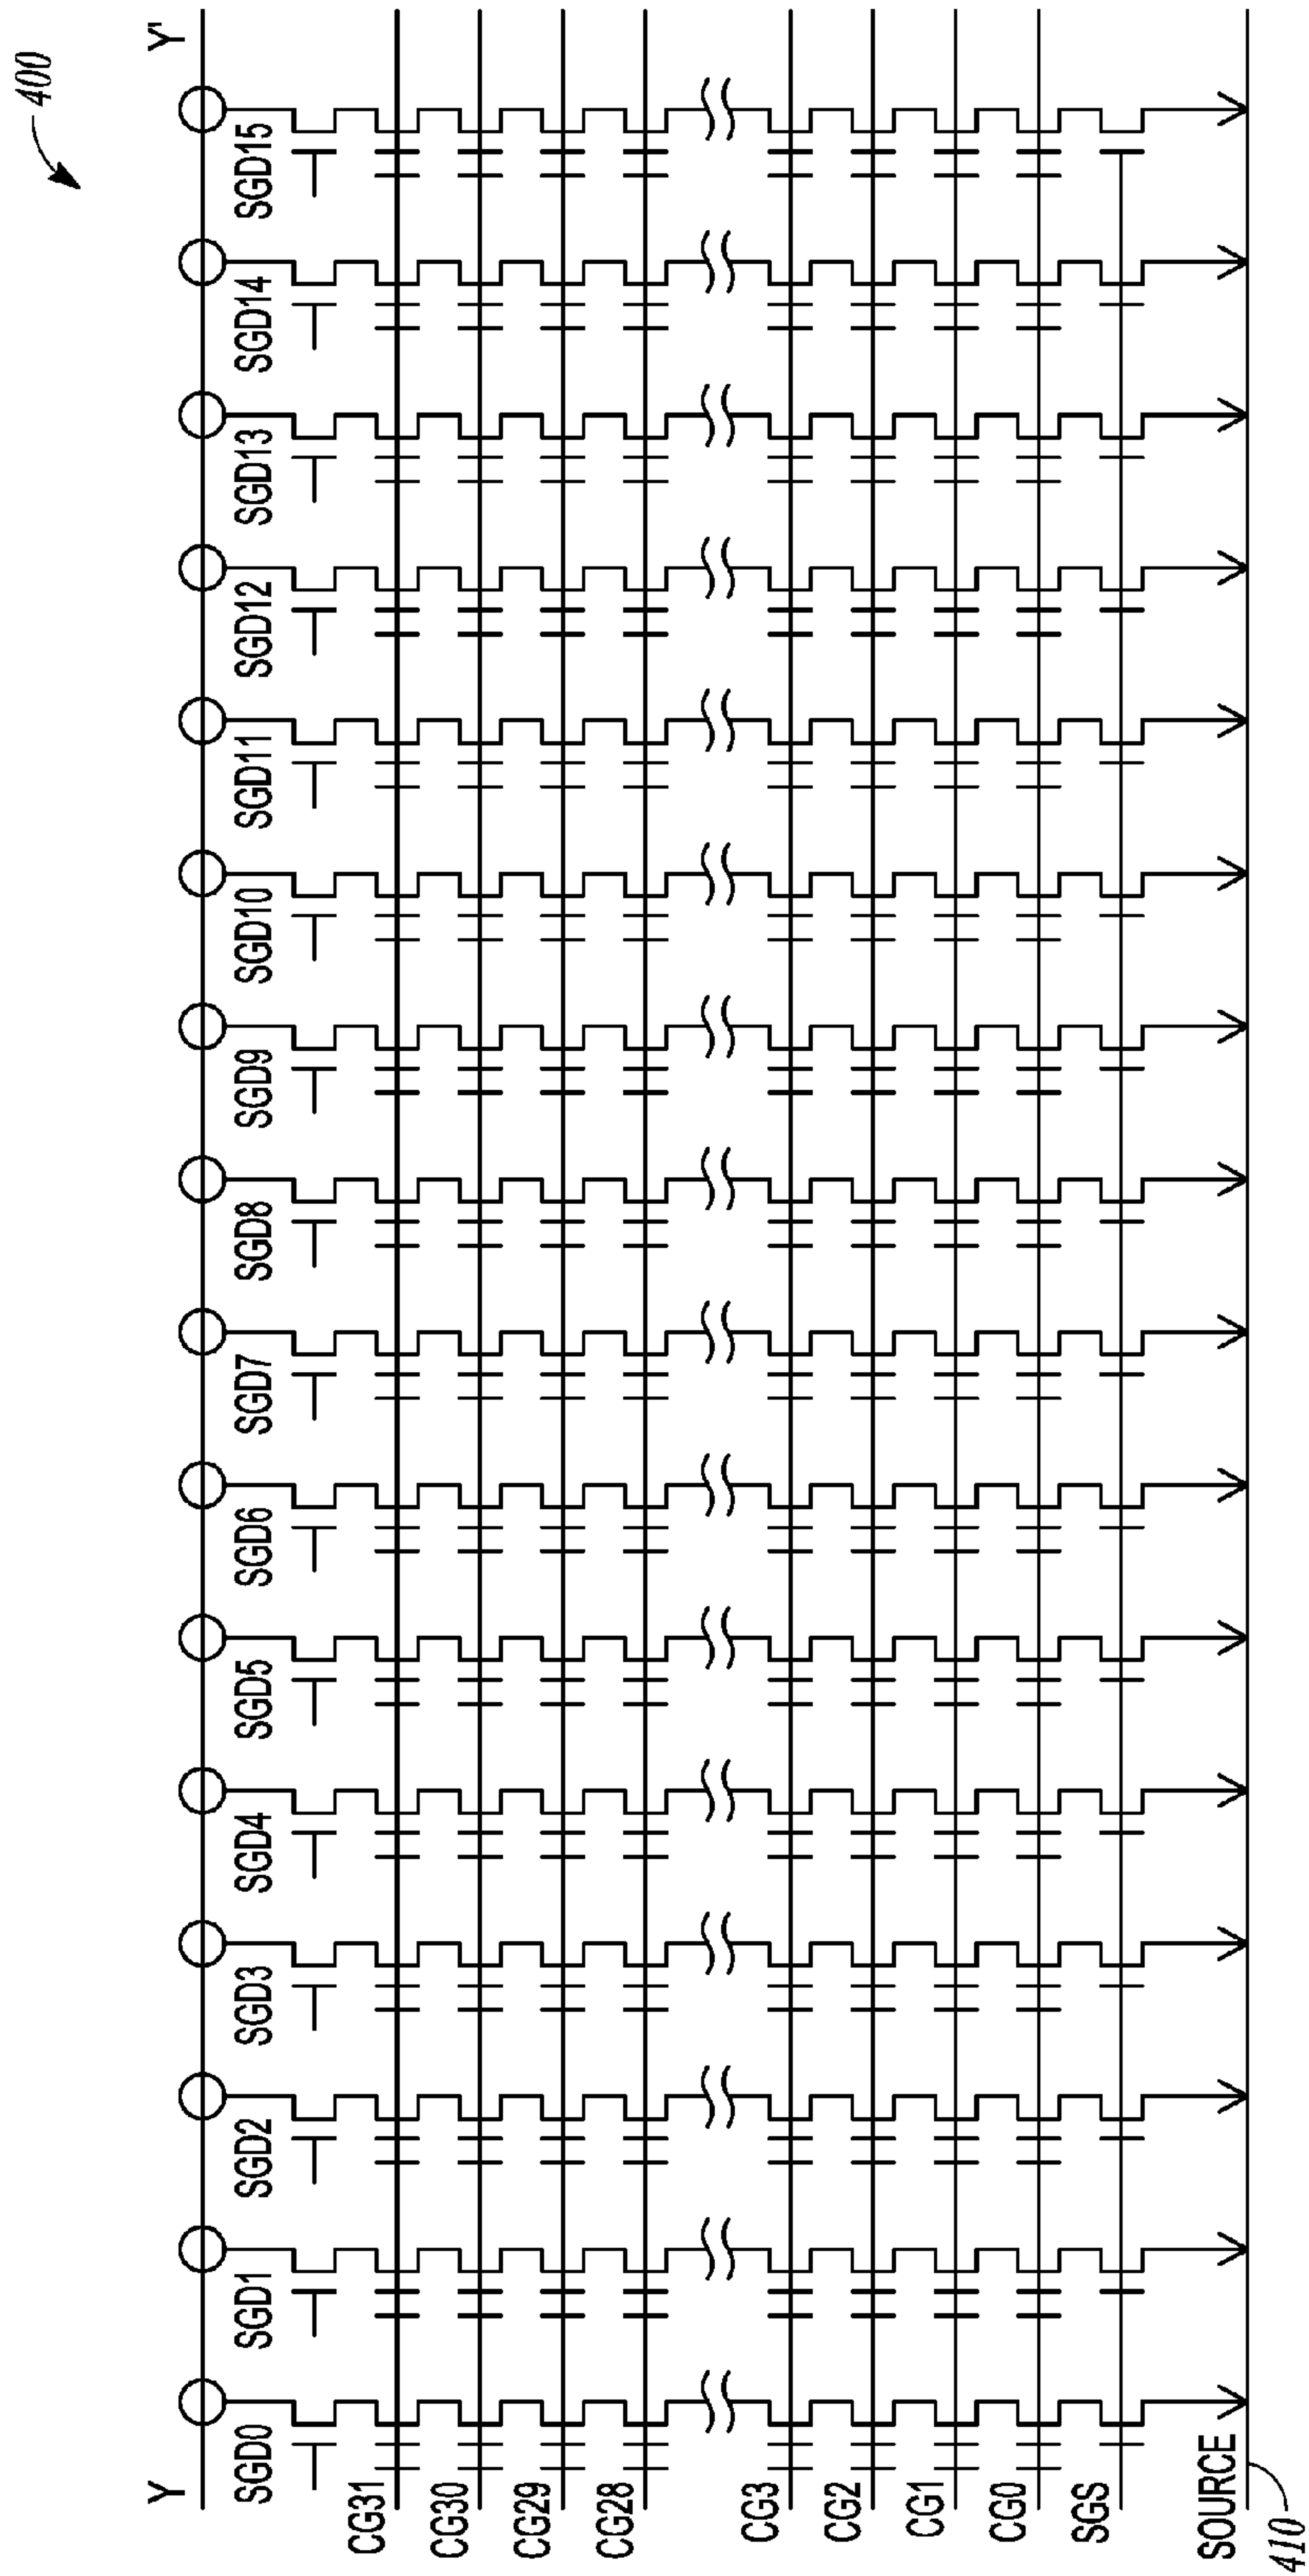 400
Y
Y'
SGD0
SGD1
SGD2
SGD3
SGD4
SGD5
SGD6
SGD7
SGD8
SGD9
SGD10
SGD11
SGD12
SGD13
SGD14
SGD15
CG31
CG30
CG29
CG28
CG3
CG2
CG1
CG0
SGS
SOURCE
410